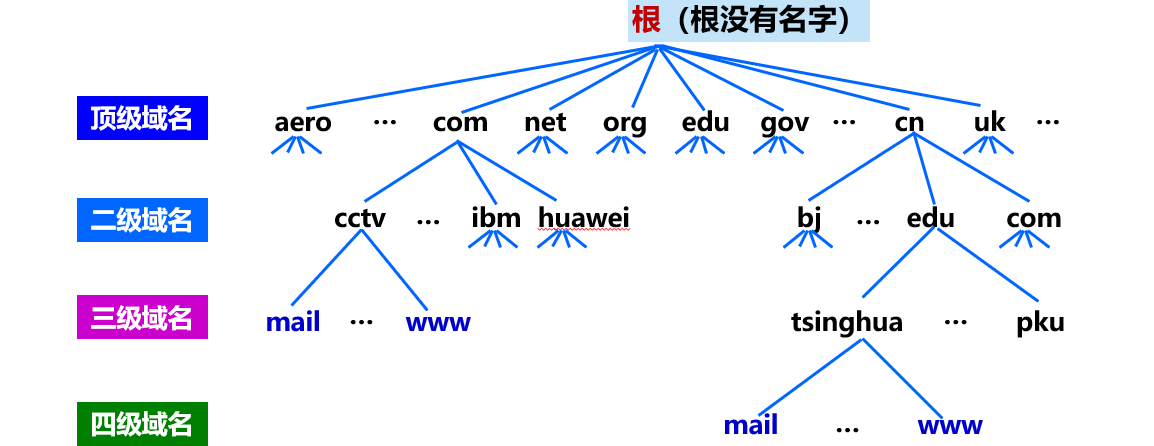 根（根没有名字）
顶级域名 aero … com net org edu gov … cn uk …
二级域名 cctv … ibm huawei bj … edu com
三级域名 mail … www tsinghua … pku
四级域名 mail … www